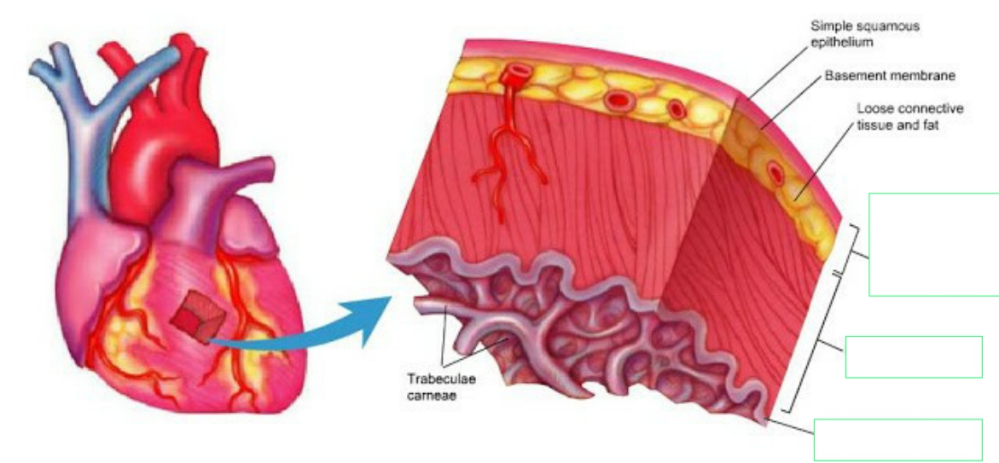 Simple squamous
epithelium
Basement membrane
Loose connective
tissue and fat
Trabeculae
carneae